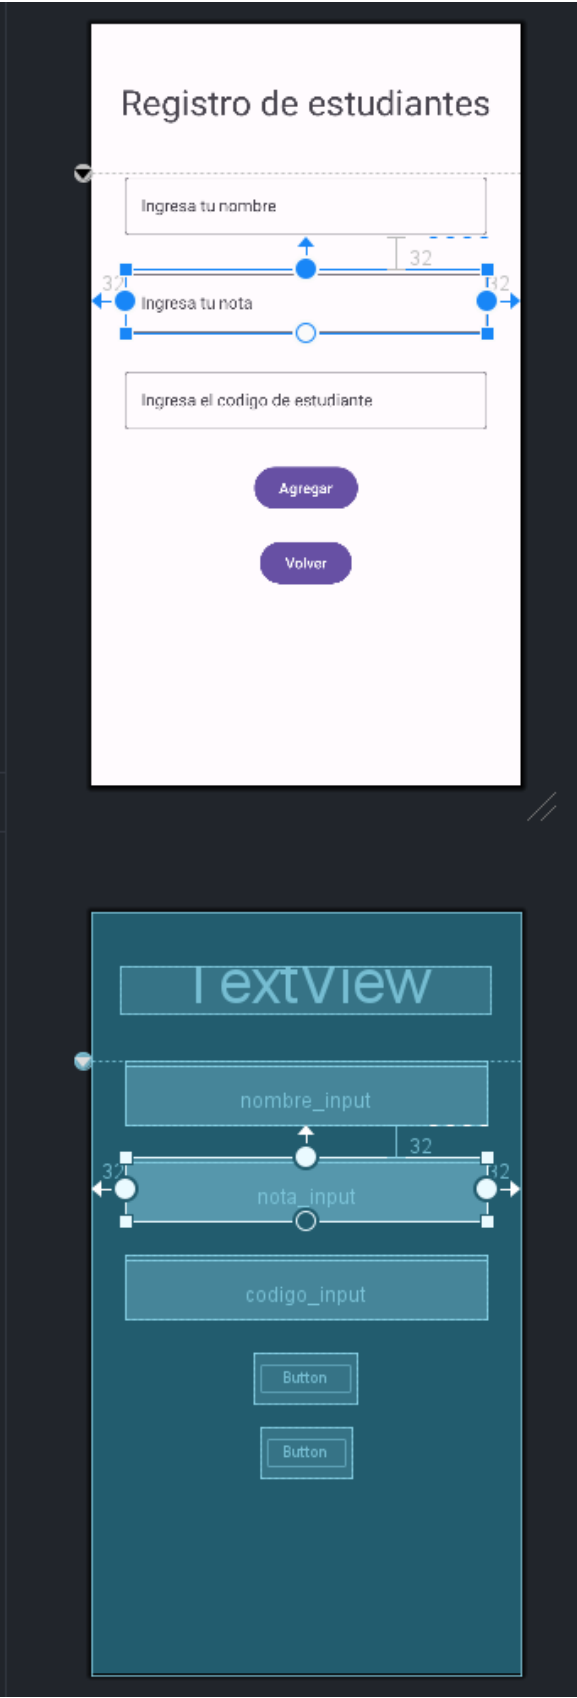 Registro de estudiantes
Ingresa tu nombre
32
32
32
Ingresa tu nota
Ingresa el codigo de estudiante
Agregar
Volver
TextView
nombre_input
32
32
32
nota_input
codigo_input
Button
Button